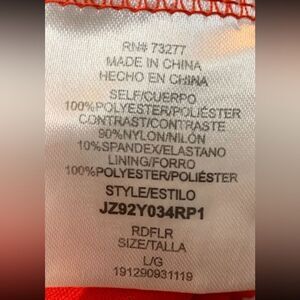 RN# 73277
MADE IN CHINA
HECHO EN CHINA
SELF/CUERPO
100%POLYESTER/POLIÉSTER
CONTRAST/CONTRASTE
90%NYLON/NILÓN
10%SPANDEX/ELASTANO
LINING/FORRO
100%POLYESTER/POLIÉSTER
STYLE/ESTILO
JZ92Y034RP1
RDFLR
SIZE/TALLA
L/G
191290931119